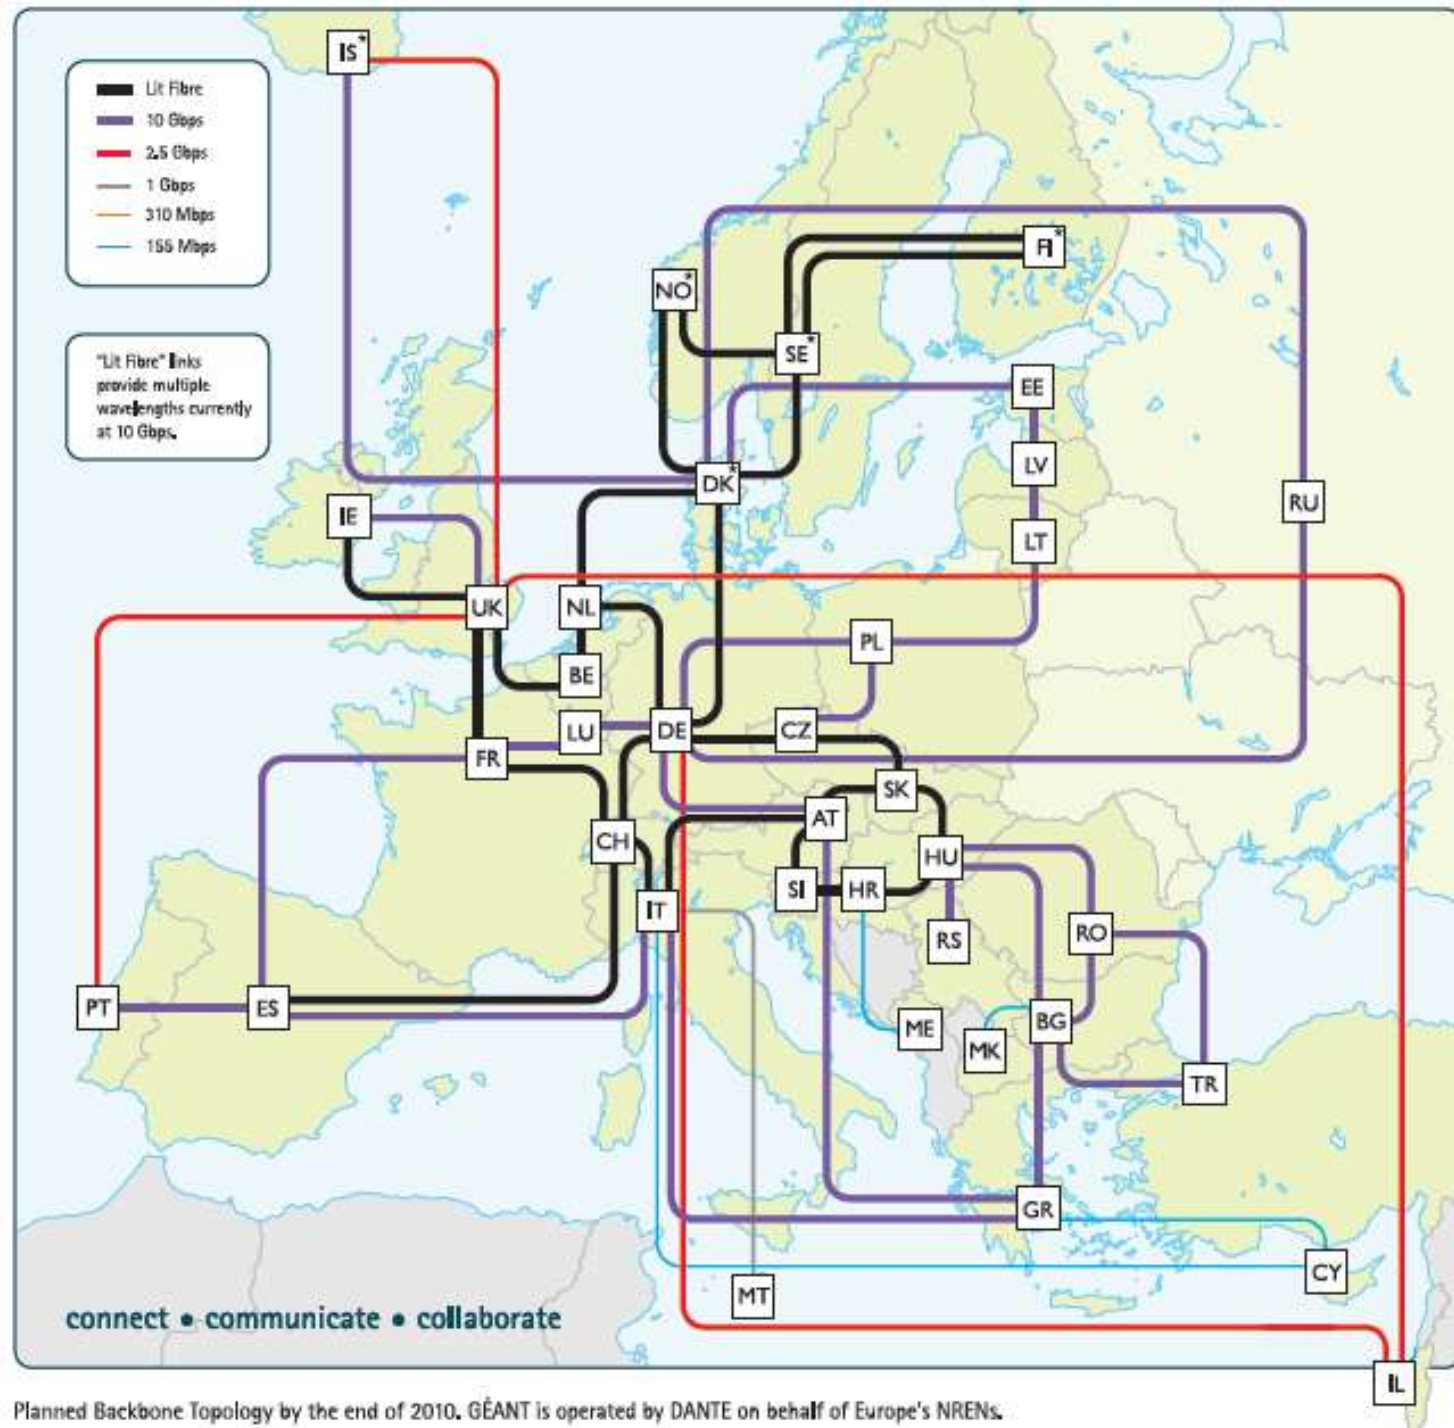 IS*
Lit Fibre
10 Gbps
2.5 Gbps
1 Gbps
310 Mbps
155 Mbps
FI*
NO*
"Lit Fibre" links
provide multiple
wavelengths currently
at 10 Gbps.
SE*
EE
LV
DK*
RU
IE
LT
UK
NL
PL
BE
LU
DE
CZ
FR
SK
AT
CH
HU
SI
HR
IT
RS
RO
PT
ES
ME
MK
BG
TR
GR
CY
MT
connect • communicate • collaborate
IL
Planned Backbone Topology by the end of 2010. GÉANT is operated by DANTE on behalf of Europe's NRENs.